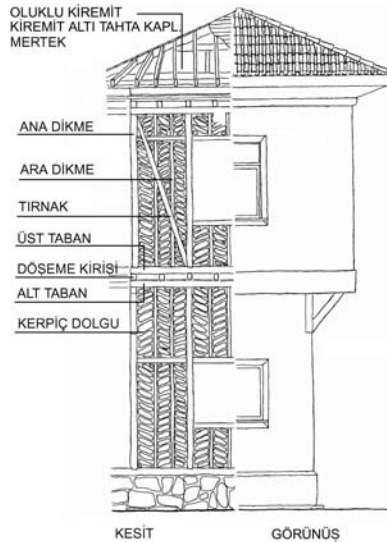 OLUKLU KİREMİT
KİREMİT ALTI TAHTA KAPL.
MERTEK
ANA DİKME
ARA DİKME
TIRNAK
ÜST TABAN
DÖŞEME KİRİŞİ
ALT TABAN
KERPİÇ DOLGU
KESİT
GÖRÜNÜŞ